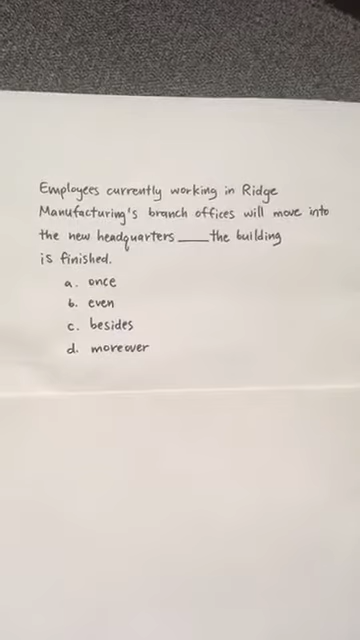 Employees currently working in Ridge
Manufacturing's branch offices will move into
the new headquarters ____ the building
is finished.
a. once
b. even
c. besides
d. moreover